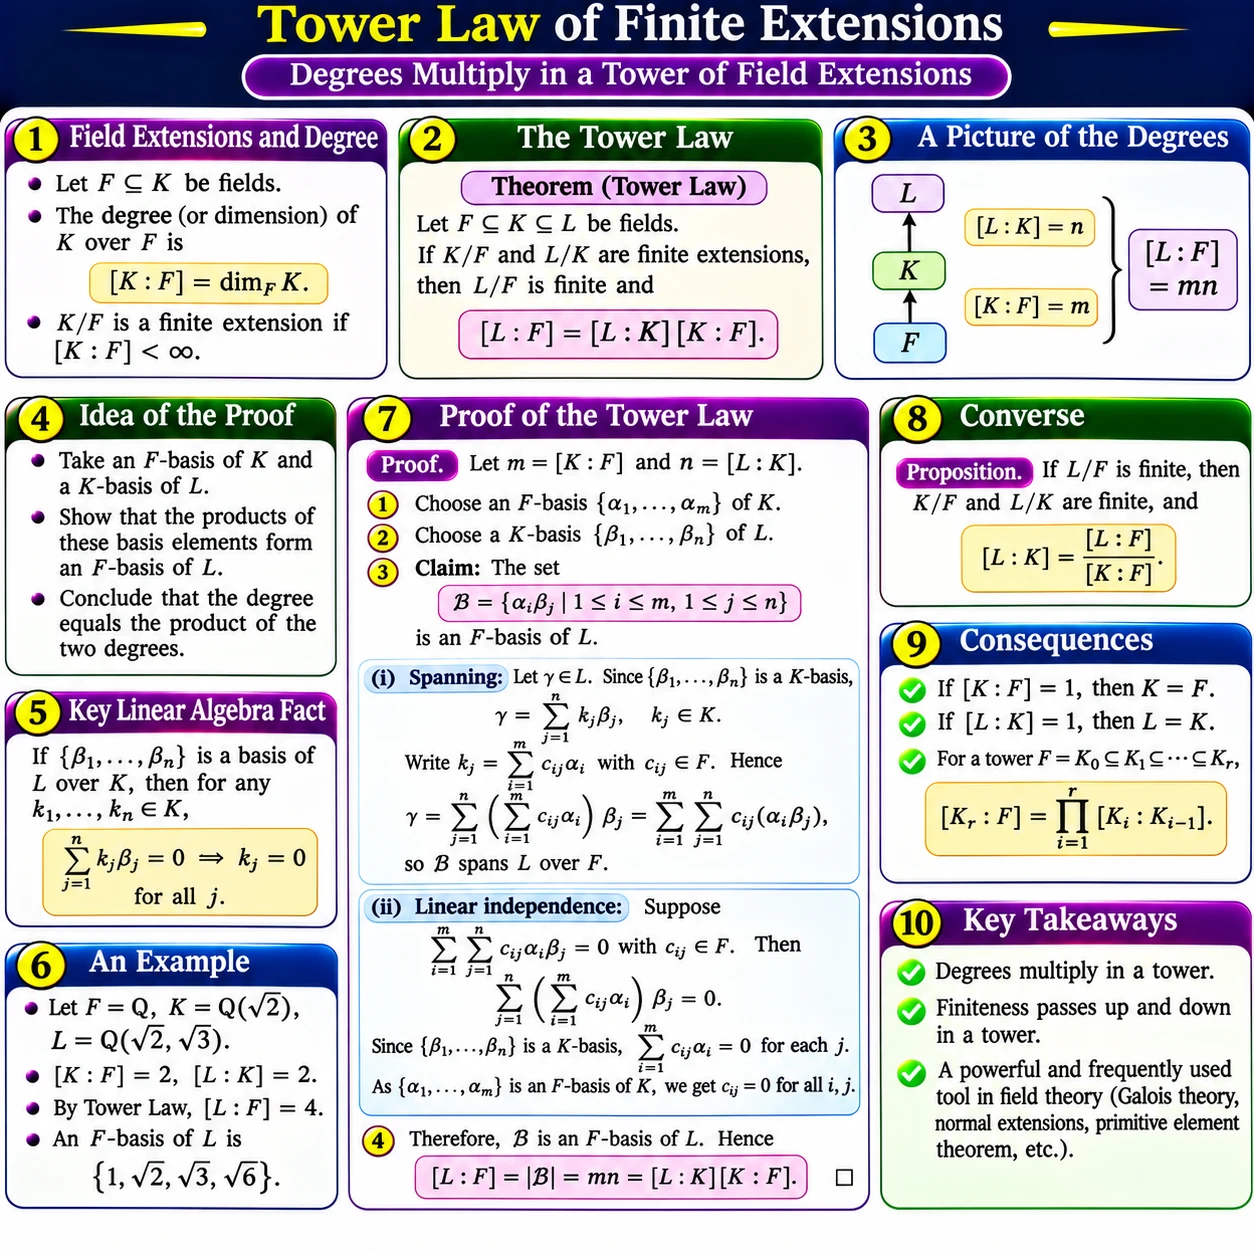 Tower Law of Finite Extensions
Degrees Multiply in a Tower of Field Extensions
1 Field Extensions and Degree
• Let F ⊆ K be fields.
• The degree (or dimension) of
K over F is
[K : F] = dim_F K.
• K/F is a finite extension if
[K : F] < ∞.
2 The Tower Law
Theorem (Tower Law)
Let F ⊆ K ⊆ L be fields.
If K/F and L/K are finite extensions,
then L/F is finite and
[L : F] = [L : K] [K : F].
3 A Picture of the Degrees
L
K
F
[L : K] = n
[K : F] = m
[L : F]
= mn
4 Idea of the Proof
• Take an F-basis of K and
a K-basis of L.
• Show that the products of
these basis elements form
an F-basis of L.
• Conclude that the degree
equals the product of the
two degrees.
5 Key Linear Algebra Fact
If {β₁, . . . , βₙ} is a basis of
L over K, then for any
k₁, . . . , kₙ ∈ K,
∑_{j=1}^{n} k_jβ_j = 0 ⟹ k_j = 0
for all j.
6 An Example
• Let F = Q, K = Q(√2),
L = Q(√2, √3).
• [K : F] = 2, [L : K] = 2.
• By Tower Law, [L : F] = 4.
• An F-basis of L is
{1, √2, √3, √6}.
7 Proof of the Tower Law
Proof. Let m = [K : F] and n = [L : K].
1 Choose an F-basis {α₁, . . . , α_m} of K.
2 Choose a K-basis {β₁, . . . , βₙ} of L.
3 Claim: The set
ℬ = {α_iβ_j | 1 ≤ i ≤ m, 1 ≤ j ≤ n}
is an F-basis of L.
(i) Spanning: Let γ ∈ L. Since {β₁, . . . , βₙ} is a K-basis,
γ = ∑_{j=1}^{n} k_jβ_j, k_j ∈ K.
Write k_j = ∑_{i=1}^{m} c_{ij}α_i with c_{ij} ∈ F. Hence
γ = ∑_{j=1}^{n} (∑_{i=1}^{m} c_{ij}α_i) β_j = ∑_{i=1}^{m} ∑_{j=1}^{n} c_{ij}(α_iβ_j),
so ℬ spans L over F.
(ii) Linear independence: Suppose
∑_{i=1}^{m} ∑_{j=1}^{n} c_{ij}α_iβ_j = 0 with c_{ij} ∈ F. Then
∑_{j=1}^{n} (∑_{i=1}^{m} c_{ij}α_i) β_j = 0.
Since {β₁, . . . , βₙ} is a K-basis, ∑_{i=1}^{m} c_{ij}α_i = 0 for each j.
As {α₁, . . . , α_m} is an F-basis of K, we get c_{ij} = 0 for all i, j.
4 Therefore, ℬ is an F-basis of L. Hence
[L : F] = |ℬ| = mn = [L : K][K : F]. □
8 Converse
Proposition. If L/F is finite, then
K/F and L/K are finite, and
[L : K] = [L : F] / [K : F].
9 Consequences
✓ If [K : F] = 1, then K = F.
✓ If [L : K] = 1, then L = K.
✓ For a tower F = K₀ ⊆ K₁ ⊆ ··· ⊆ K_r,
[K_r : F] = ∏_{i=1}^{r} [K_i : K_{i−1}].
10 Key Takeaways
✓ Degrees multiply in a tower.
✓ Finiteness passes up and down
in a tower.
✓ A powerful and frequently used
tool in field theory (Galois theory,
normal extensions, primitive element
theorem, etc.).